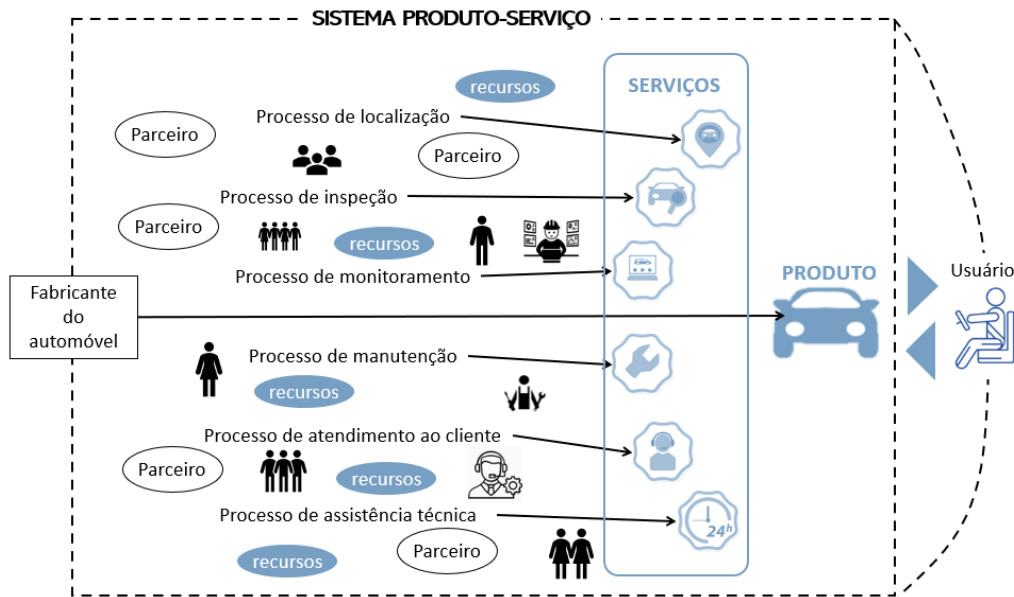 SISTEMA PRODUTO-SERVIÇO
recursos
SERVIÇOS
Processo de localização
Parceiro
Parceiro
Processo de inspeção
Parceiro
recursos
Processo de monitoramento
PRODUTO
Usuário
Fabricante
do
automóvel
Processo de manutenção
recursos
Processo de atendimento ao cliente
Parceiro
recursos
Processo de assistência técnica
24h
Parceiro
recursos